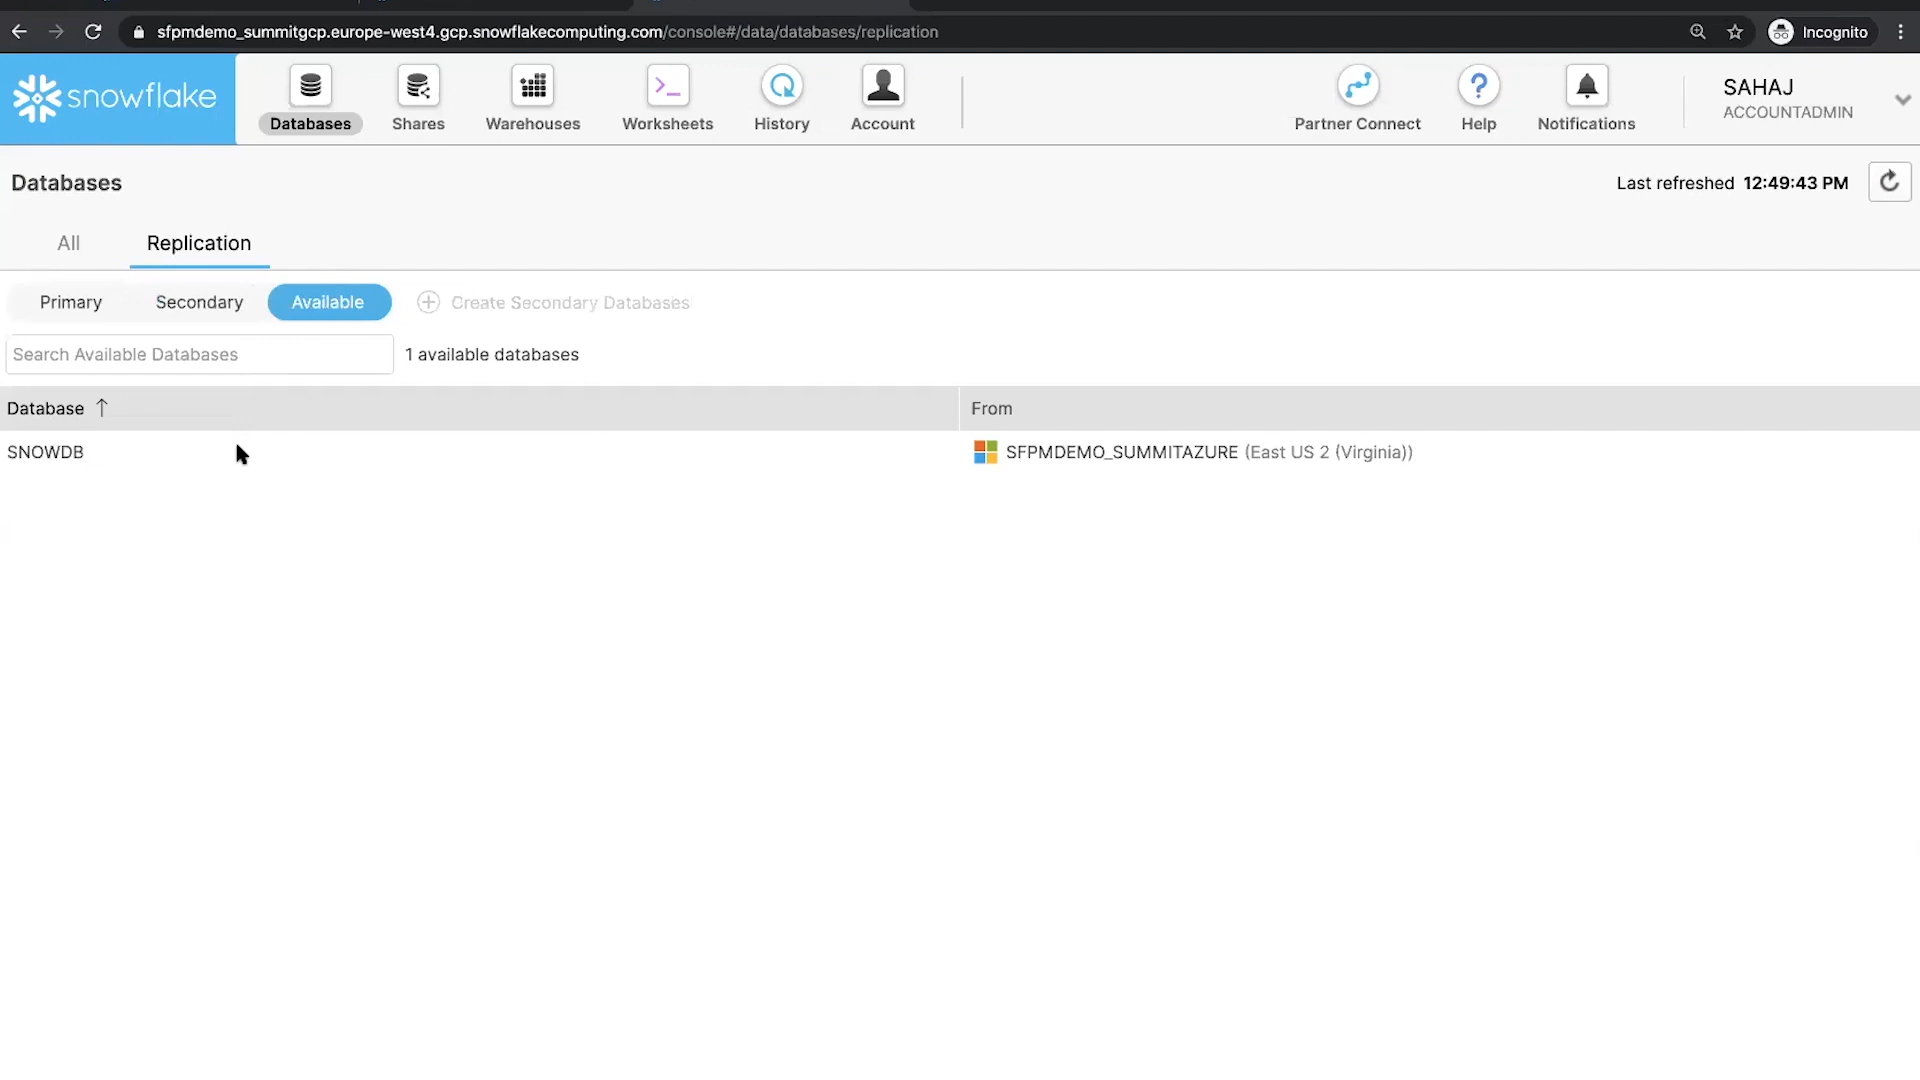 sfpmdemo_summitgcp.europe-west4.gcp.snowflakecomputing.com/console#/data/databases/replication
Incognito
snowflake
Databases
Shares
Warehouses
Worksheets
History
Account
Partner Connect
Help
Notifications
SAHAJ
ACCOUNTADMIN
Databases
Last refreshed 12:49:43 PM
All
Replication
Primary
Secondary
Available
Create Secondary Databases
Search Available Databases
1 available databases
Database ↑
From
SNOWDB
SFPMDEMO_SUMMITAZURE (East US 2 (Virginia))